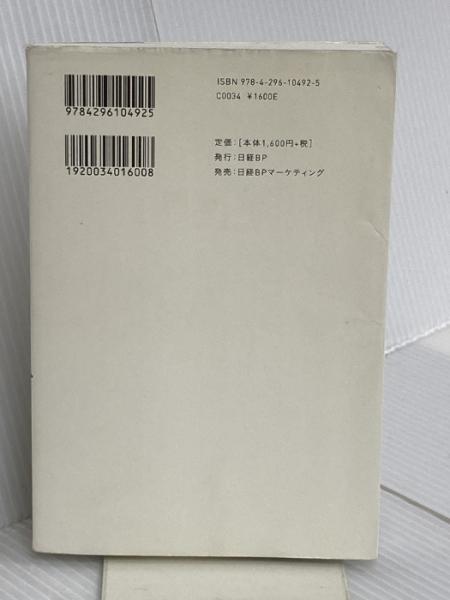 ISBN 978-4-296-10492-5
C0034 ¥1600E
9784296104925
定価：[本体1,600円+税]
発行：日経BP
発売：日経BPマーケティング
1920034016008